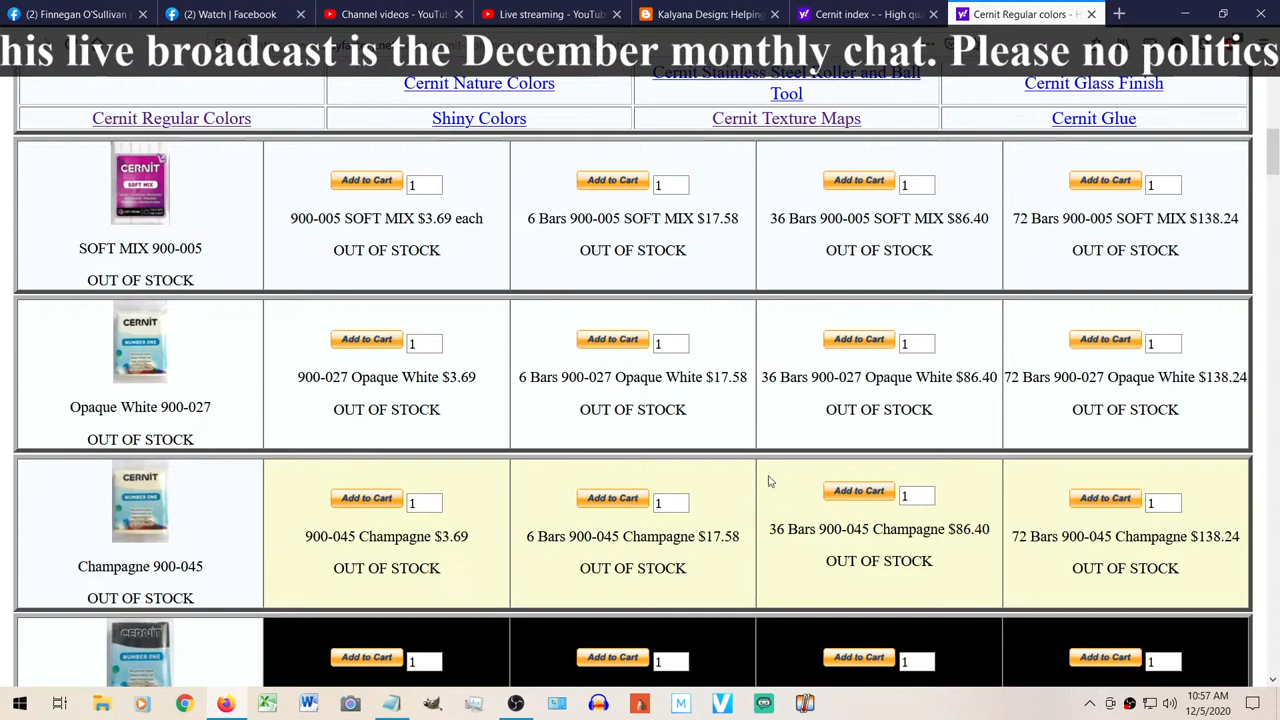 (2) Finnegan O'Sullivan
(2) Watch | Facebook
Channel videos - YouTu
Live streaming - YouTub
Kalyana Design: Helping
Cernit index - - High qua
Cernit Regular colors - H
his live broadcast is the December monthly chat. Please no politics
Cernit Nature Colors
Cernit Stainless Steel Roller and Ball
Tool
Cernit Glass Finish
Cernit Regular Colors
Shiny Colors
Cernit Texture Maps
Cernit Glue
CERNIT
SOFT MIX
SOFT MIX 900-005
OUT OF STOCK
Add to Cart 1
900-005 SOFT MIX $3.69 each
OUT OF STOCK
Add to Cart 1
6 Bars 900-005 SOFT MIX $17.58
OUT OF STOCK
Add to Cart 1
36 Bars 900-005 SOFT MIX $86.40
OUT OF STOCK
Add to Cart 1
72 Bars 900-005 SOFT MIX $138.24
OUT OF STOCK
CERNIT
NUMBER ONE
Opaque White 900-027
OUT OF STOCK
Add to Cart 1
900-027 Opaque White $3.69
OUT OF STOCK
Add to Cart 1
6 Bars 900-027 Opaque White $17.58
OUT OF STOCK
Add to Cart 1
36 Bars 900-027 Opaque White $86.40
OUT OF STOCK
Add to Cart 1
72 Bars 900-027 Opaque White $138.24
OUT OF STOCK
CERNIT
NUMBER ONE
Champagne 900-045
OUT OF STOCK
Add to Cart 1
900-045 Champagne $3.69
OUT OF STOCK
Add to Cart 1
6 Bars 900-045 Champagne $17.58
OUT OF STOCK
Add to Cart 1
36 Bars 900-045 Champagne $86.40
OUT OF STOCK
Add to Cart 1
72 Bars 900-045 Champagne $138.24
OUT OF STOCK
CERNIT
NUMBER ONE
Add to Cart 1
Add to Cart 1
Add to Cart 1
Add to Cart 1
10:57 AM
12/5/2020